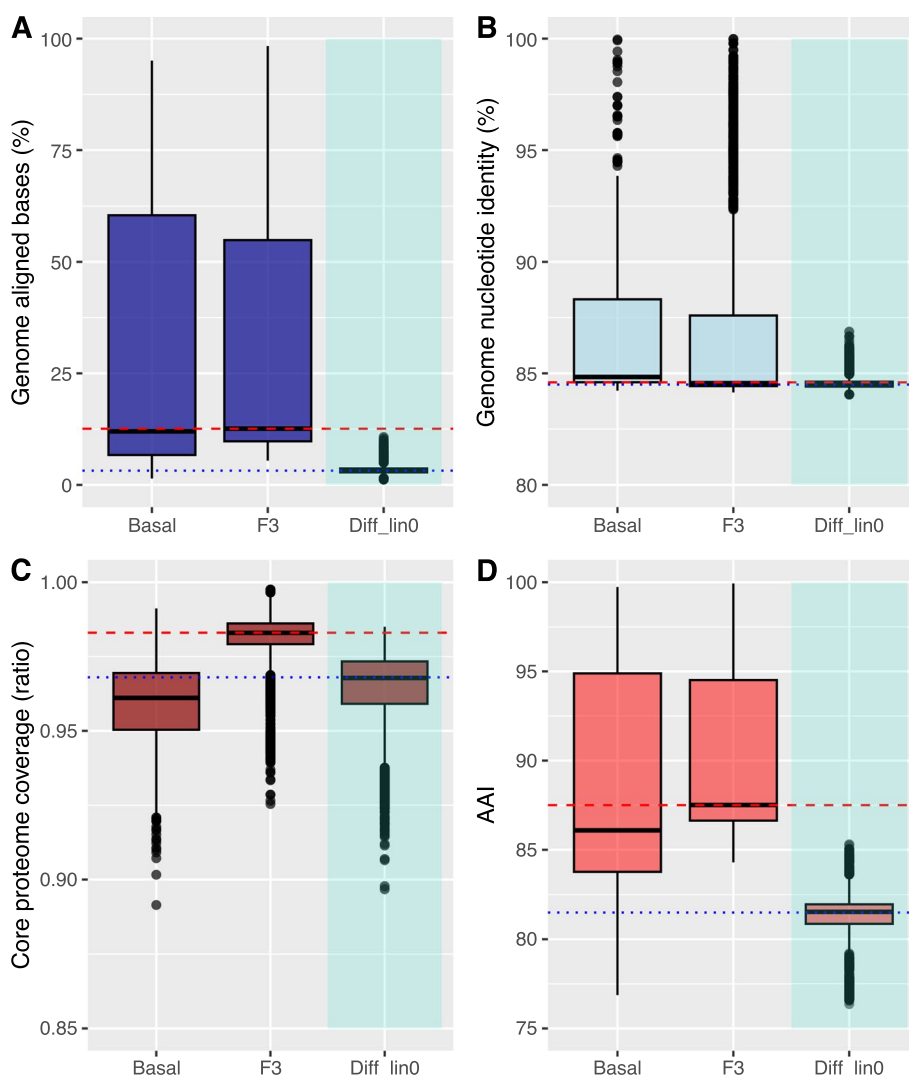 A
Genome aligned bases (%)
100
75
50
25
0
Basal
F3
Diff_lin0
B
Genome nucleotide identity (%)
100
95
90
85
80
Basal
F3
Diff_lin0
C
Core proteome coverage (ratio)
1.00
0.95
0.90
0.85
Basal
F3
Diff_lin0
D
AAI
100
95
90
85
80
75
Basal
F3
Diff_lin0